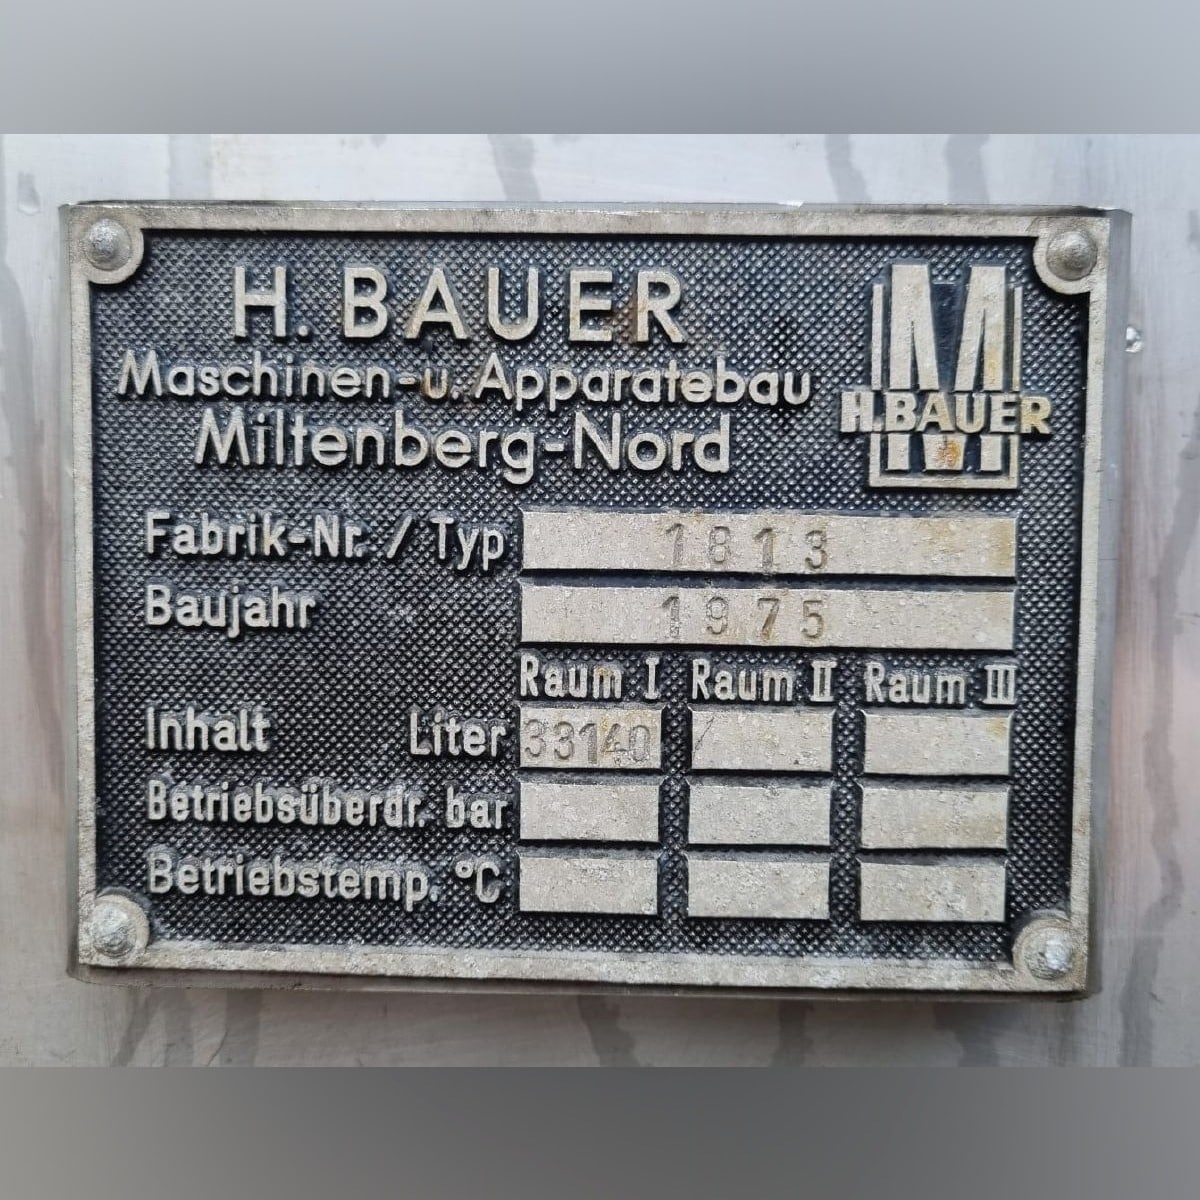 H. BAUER
Maschinen-u. Apparatebau
Miltenberg-Nord
M
H.BAUER
Fabrik-Nr. / Typ 1813
Baujahr 1975
Raum I Raum II Raum III
Inhalt Liter 33140 /
Betriebsüberdr. bar
Betriebstemp. °C